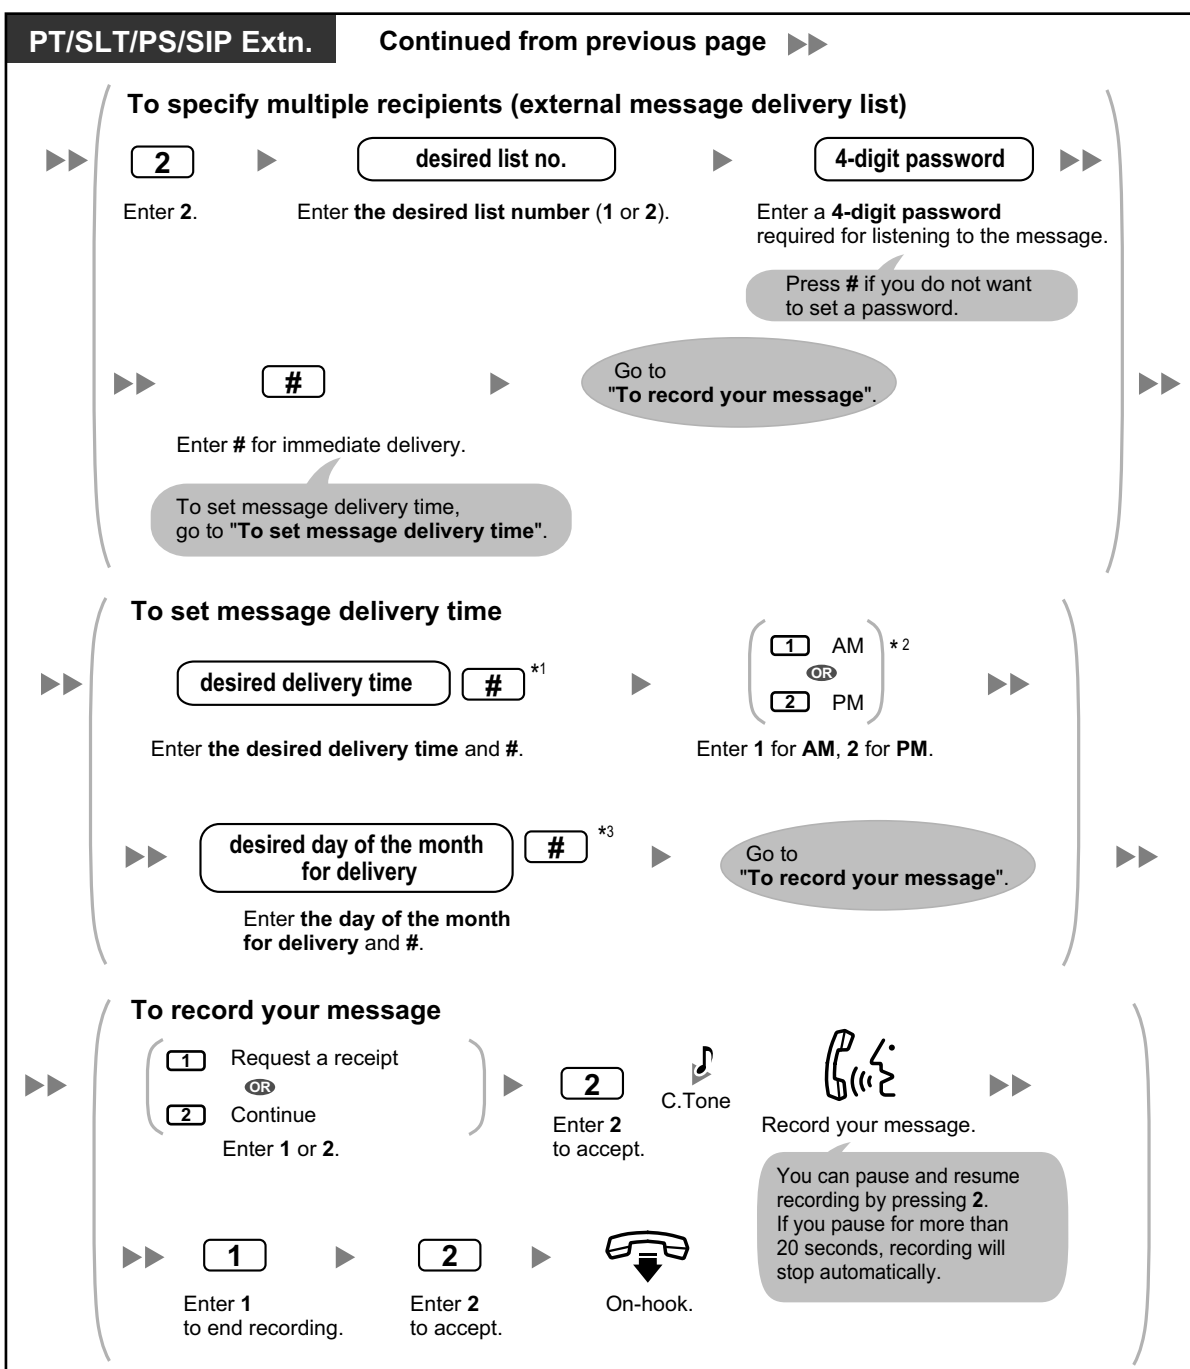 PT/SLT/PS/SIP Extn.
Continued from previous page
To specify multiple recipients (external message delivery list)
2
desired list no.
4-digit password
Enter 2.
Enter the desired list number (1 or 2).
Enter a 4-digit password
required for listening to the message.
Press # if you do not want
to set a password.
#
Go to
"To record your message".
Enter # for immediate delivery.
To set message delivery time,
go to "To set message delivery time".
To set message delivery time
desired delivery time
# *1
1 AM
OR
2 PM
*2
Enter the desired delivery time and #.
Enter 1 for AM, 2 for PM.
desired day of the month
for delivery
# *3
Go to
"To record your message".
Enter the day of the month
for delivery and #.
To record your message
1 Request a receipt
OR
2 Continue
Enter 1 or 2.
2
C.Tone
Enter 2
to accept.
Record your message.
You can pause and resume
recording by pressing 2.
If you pause for more than
20 seconds, recording will
stop automatically.
1
2
Enter 1
to end recording.
Enter 2
to accept.
On-hook.